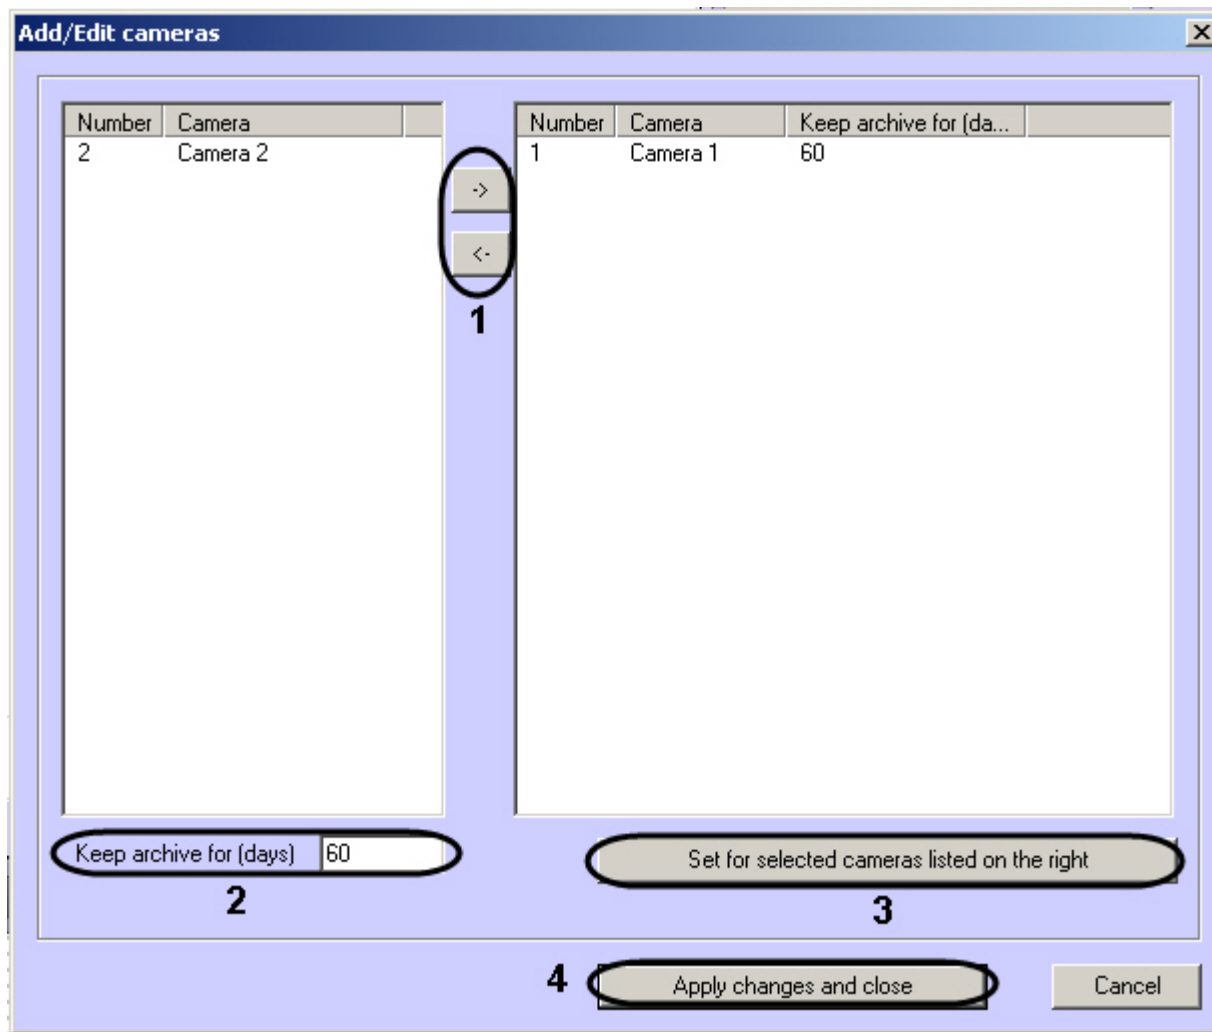 Add/Edit cameras
Number Camera
2 Camera 2
->
<-
1
Number Camera Keep archive for (da...
1 Camera 1 60
Keep archive for (days) 60
2
Set for selected cameras listed on the right
3
4
Apply changes and close
Cancel